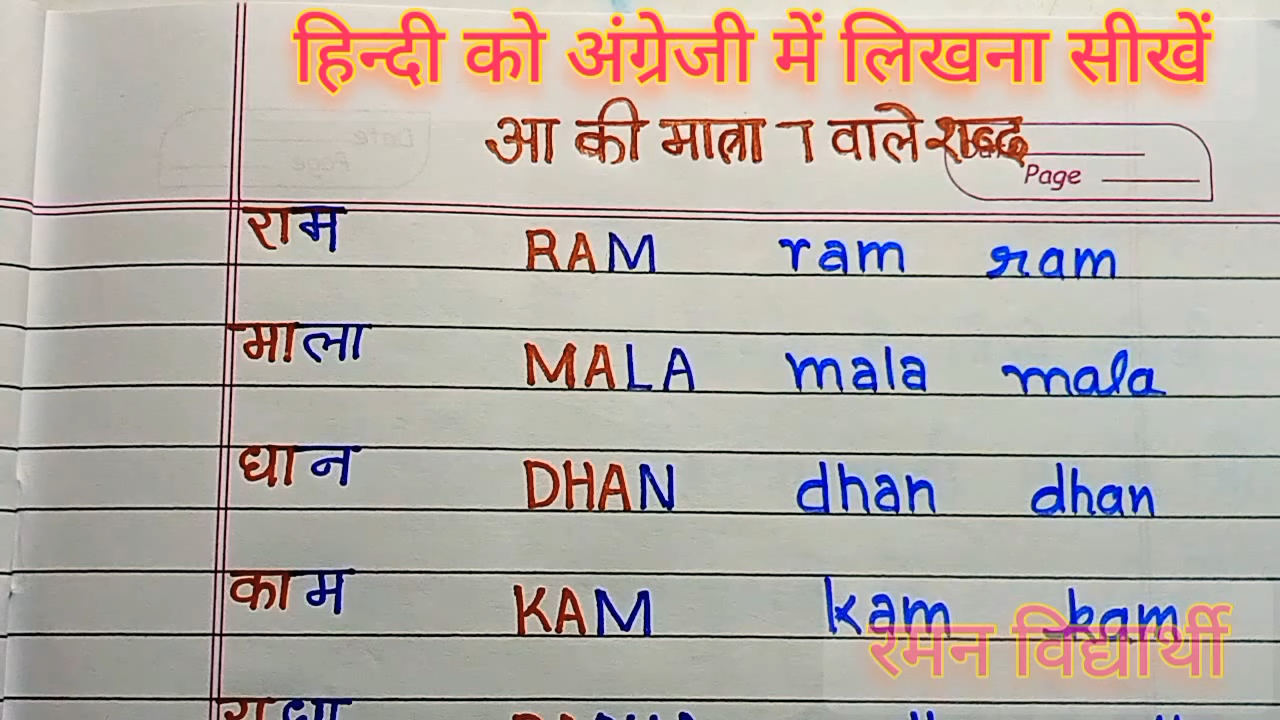 हिन्दी को अंग्रेजी में लिखना सीखें
आ की मात्रा ा वाले शब्द
Page
राम RAM ram ram
माला MALA mala mala
धान DHAN dhan dhan
काम KAM kam kam
रमन विद्यार्थी